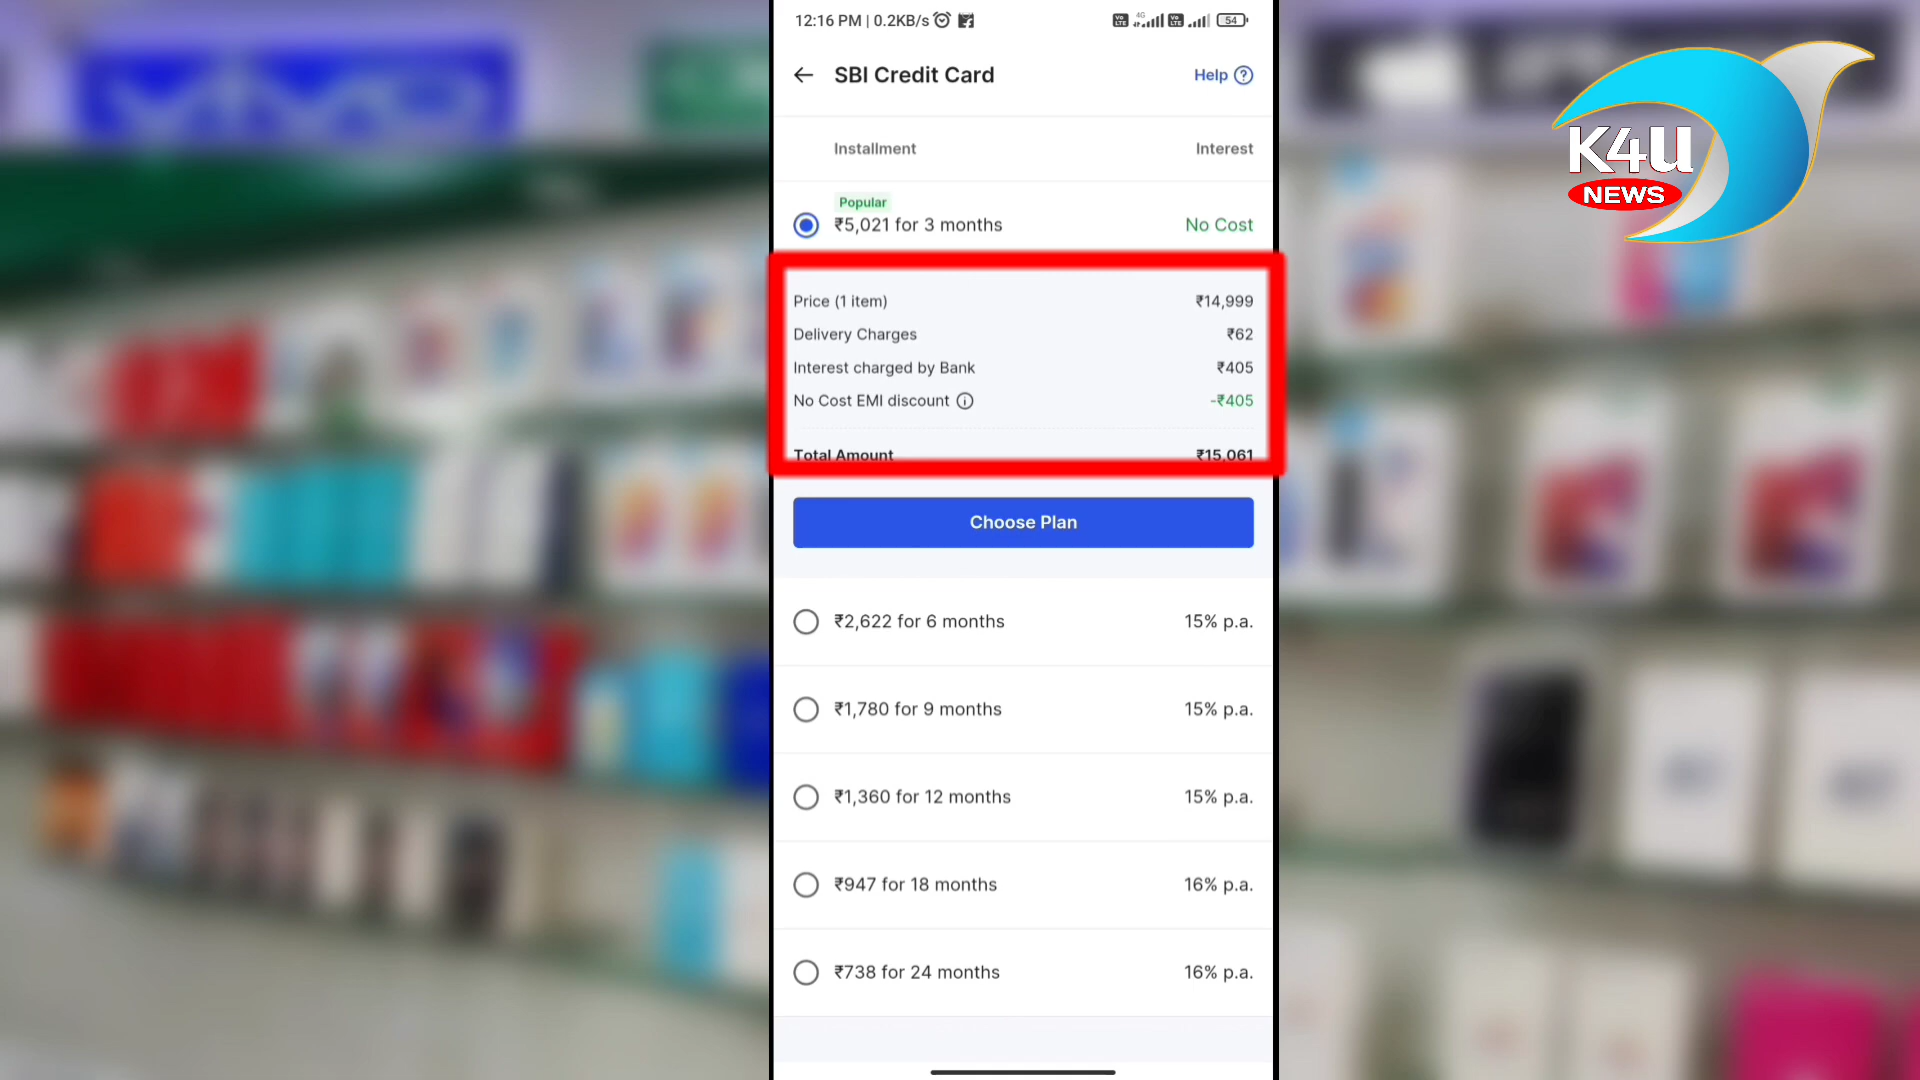 12:16 PM | 0.2KB/s
4G
54
SBI Credit Card
Help
Installment Interest
Popular
₹5,021 for 3 months No Cost
Price (1 item) ₹14,999
Delivery Charges ₹62
Interest charged by Bank ₹405
No Cost EMI discount -₹405
Total Amount ₹15,061
Choose Plan
₹2,622 for 6 months 15% p.a.
₹1,780 for 9 months 15% p.a.
₹1,360 for 12 months 15% p.a.
₹947 for 18 months 16% p.a.
₹738 for 24 months 16% p.a.
K4U
NEWS